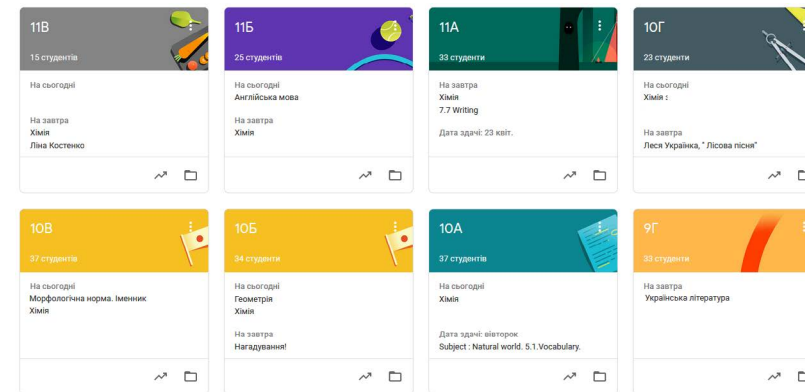 11В
15 студентів
На сьогодні
На завтра
Хімія
Ліна Костенко
11Б
25 студентів
На сьогодні
Англійська мова
На завтра
Хімія
11А
33 студенти
На завтра
Хімія
7.7 Writing
Дата здачі: 23 квіт.
10Г
23 студенти
На сьогодні
Хімія :
На завтра
Леся Українка, " Лісова пісня"
10В
37 студентів
На сьогодні
Морфологічна норма. Іменник
Хімія
10Б
34 студенти
На сьогодні
Геометрія
Хімія
На завтра
Нагадування!
10А
37 студентів
На сьогодні
Хімія
Дата здачі: вівторок
Subject : Natural world. 5.1.Vocabulary.
9Г
33 студенти
На завтра
Українська література